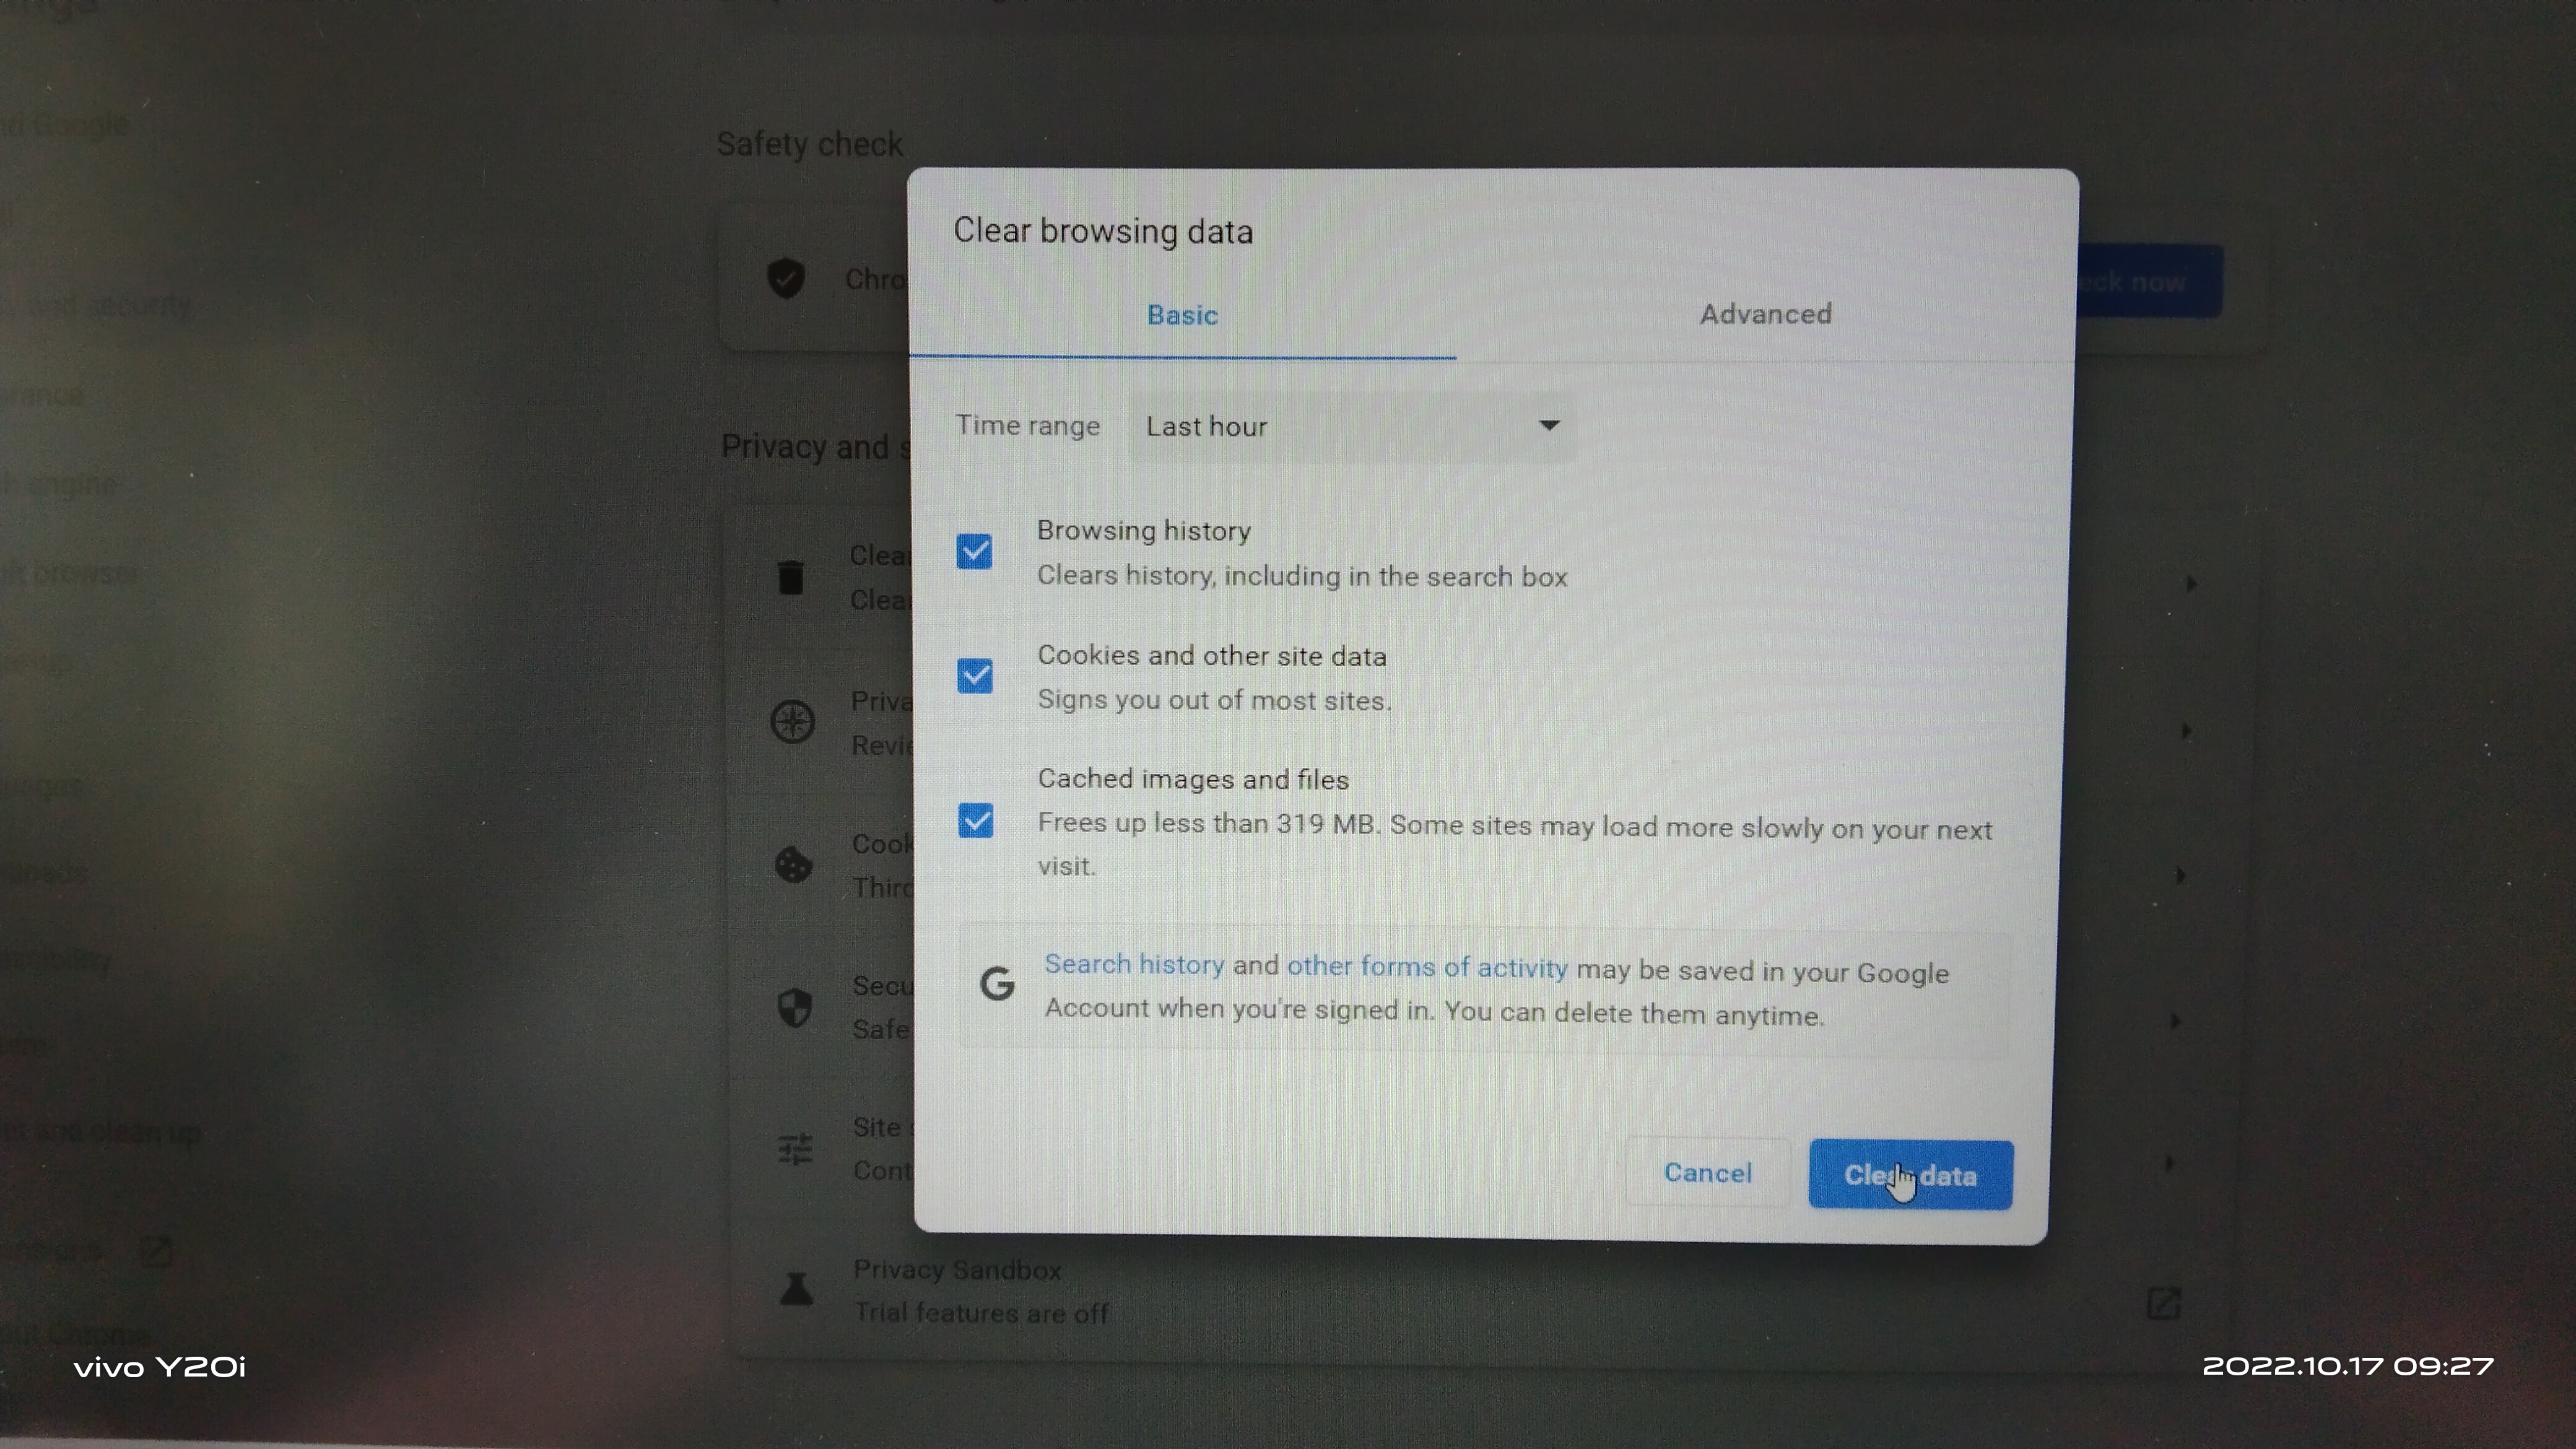 Safety check
Clear browsing data
Chro
Basic
Advanced
Time range
Last hour
Privacy and s
Browsing history
Clears history, including in the search box
Clea
Clea
Cookies and other site data
Signs you out of most sites.
Priva
Revie
Cached images and files
Frees up less than 319 MB. Some sites may load more slowly on your next
visit.
Cook
Third
Search history and other forms of activity may be saved in your Google
Account when you're signed in. You can delete them anytime.
Secu
Safe
Site
Cont
Cancel
Clear data
Privacy Sandbox
Trial features are off
vivo Y20i
2022.10.17 09:27